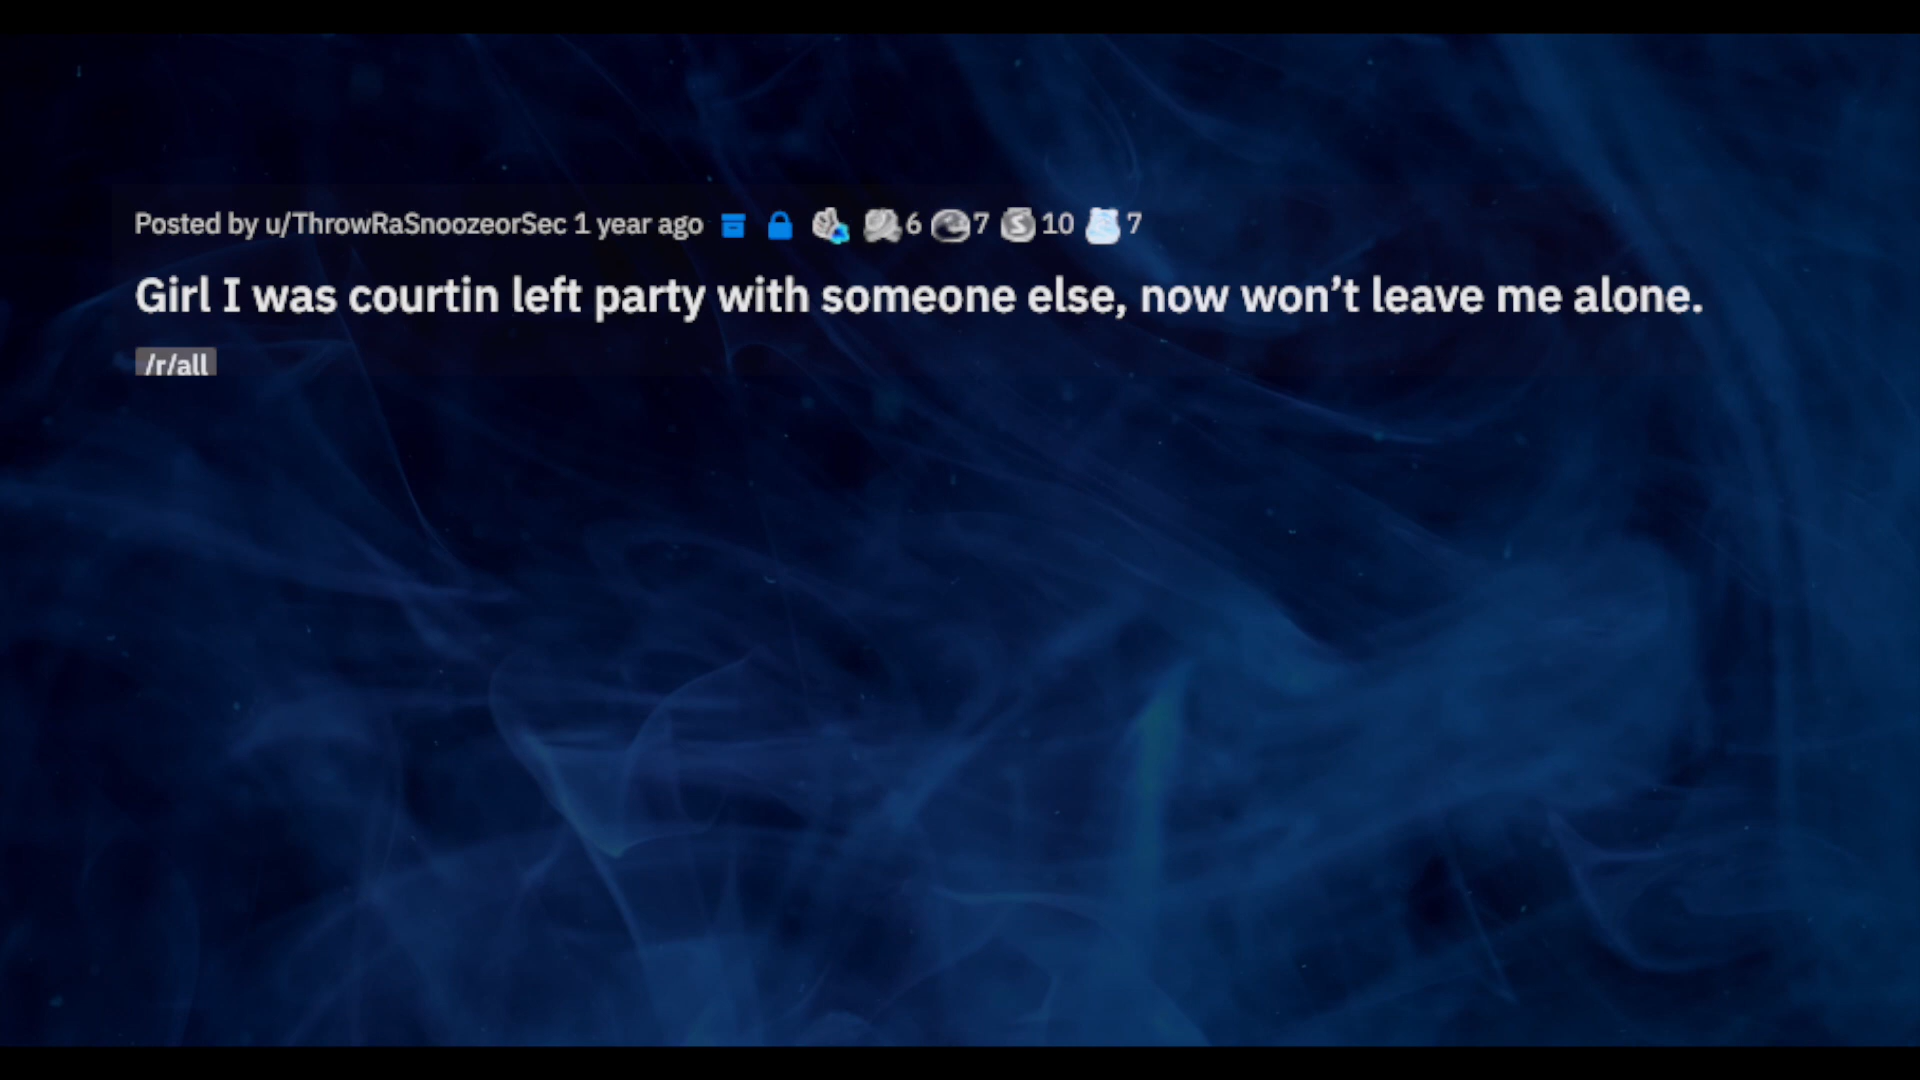 Posted by u/ThrowRaSnoozeorSec 1 year ago 6 7 10 7
Girl I was courtin left party with someone else, now won’t leave me alone.
/r/all